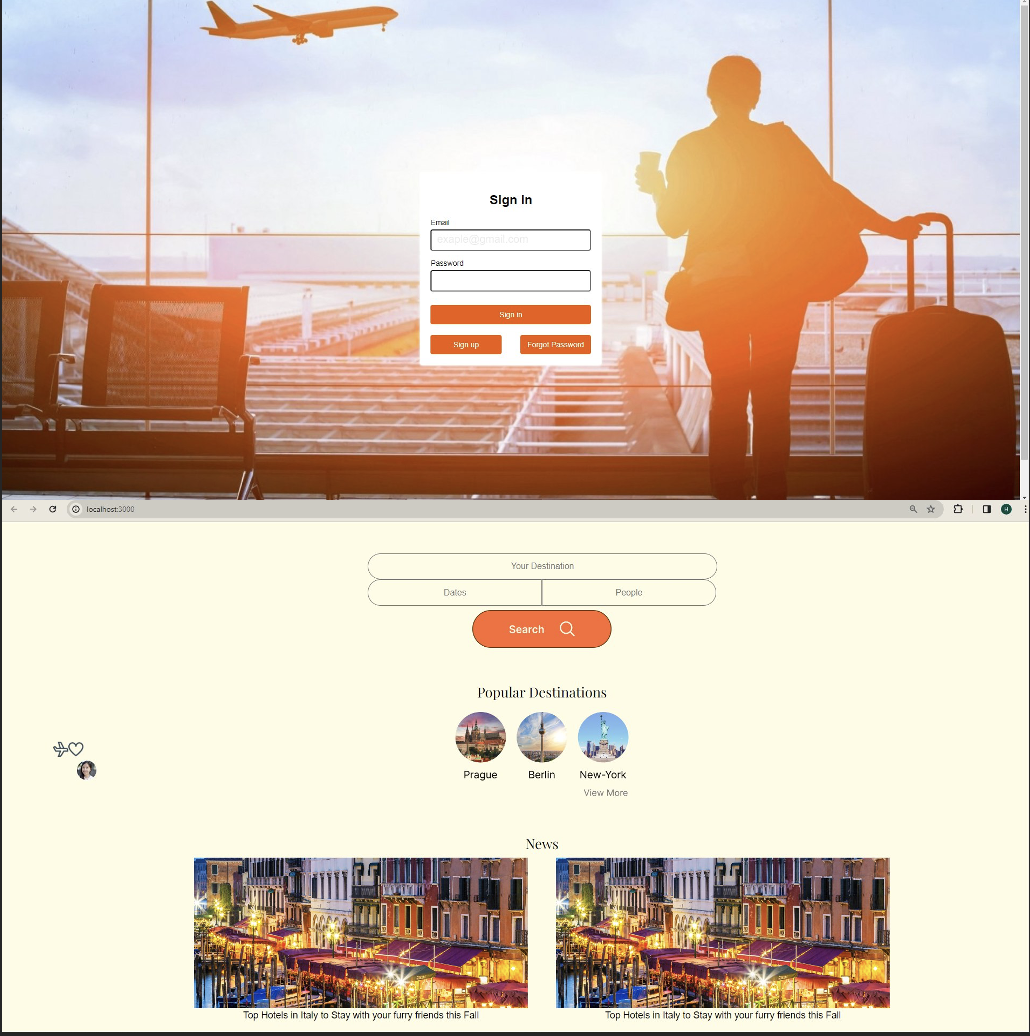 Sign In
Email
exaple@gmail.com
Password
Sign in
Sign up Forgot Password
localhost:3000
H
Your Destination
Dates People
Search
Popular Destinations
Prague Berlin New-York
View More
News
Top Hotels in Italy to Stay with your furry friends this Fall Top Hotels in Italy to Stay with your furry friends this Fall